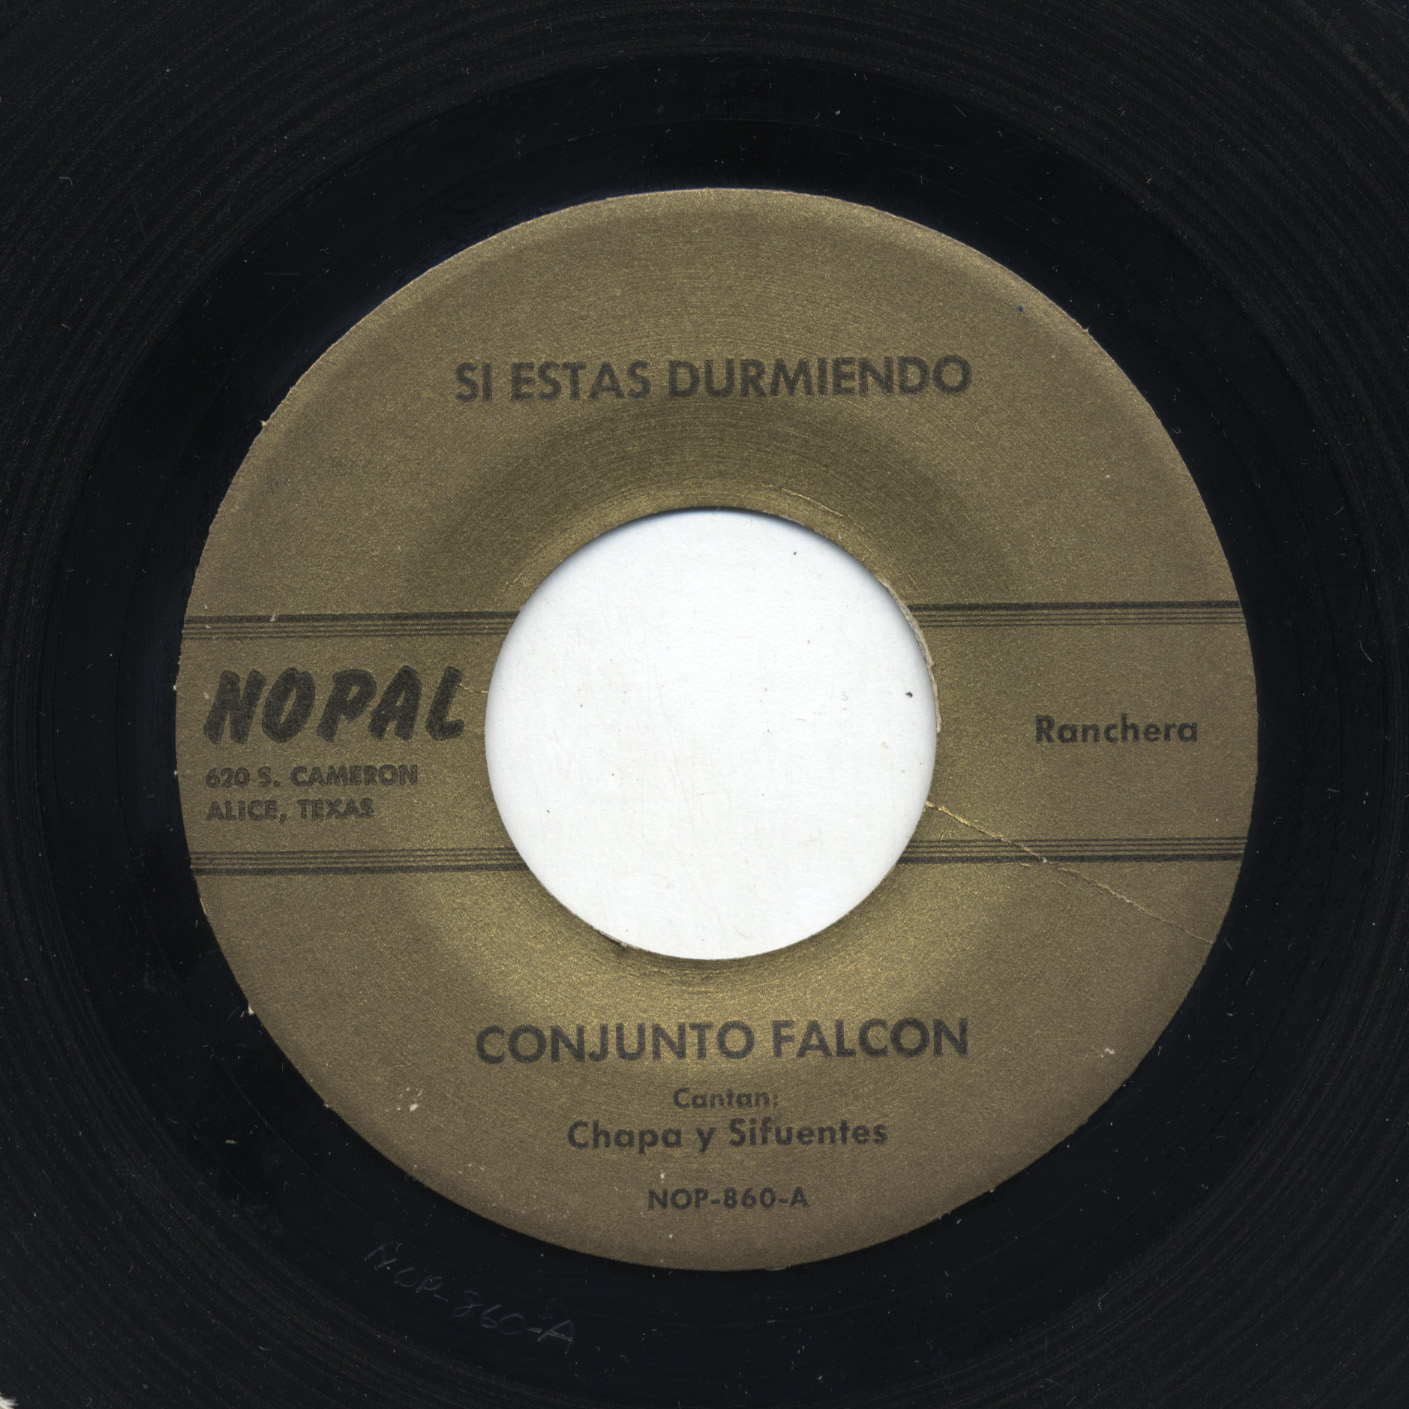 SI ESTAS DURMIENDO
NOPAL
620 S. CAMERON
ALICE, TEXAS
Ranchera
CONJUNTO FALCON
Cantan:
Chapa y Sifuentes
NOP-860-A
NOP-860-A